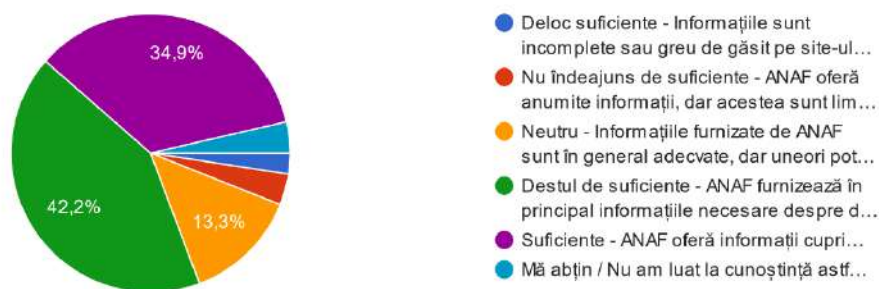 34,9%
42,2%
13,3%
Deloc suficiente - Informațiile sunt
incomplete sau greu de găsit pe site-ul…
Nu îndeajuns de suficiente - ANAF oferă
anumite informații, dar acestea sunt lim…
Neutru - Informațiile furnizate de ANAF
sunt în general adecvate, dar uneori pot…
Destul de suficiente - ANAF furnizează în
principal informațiile necesare despre d…
Suficiente - ANAF oferă informații cupri…
Mă abțin / Nu am luat la cunoștință astf…